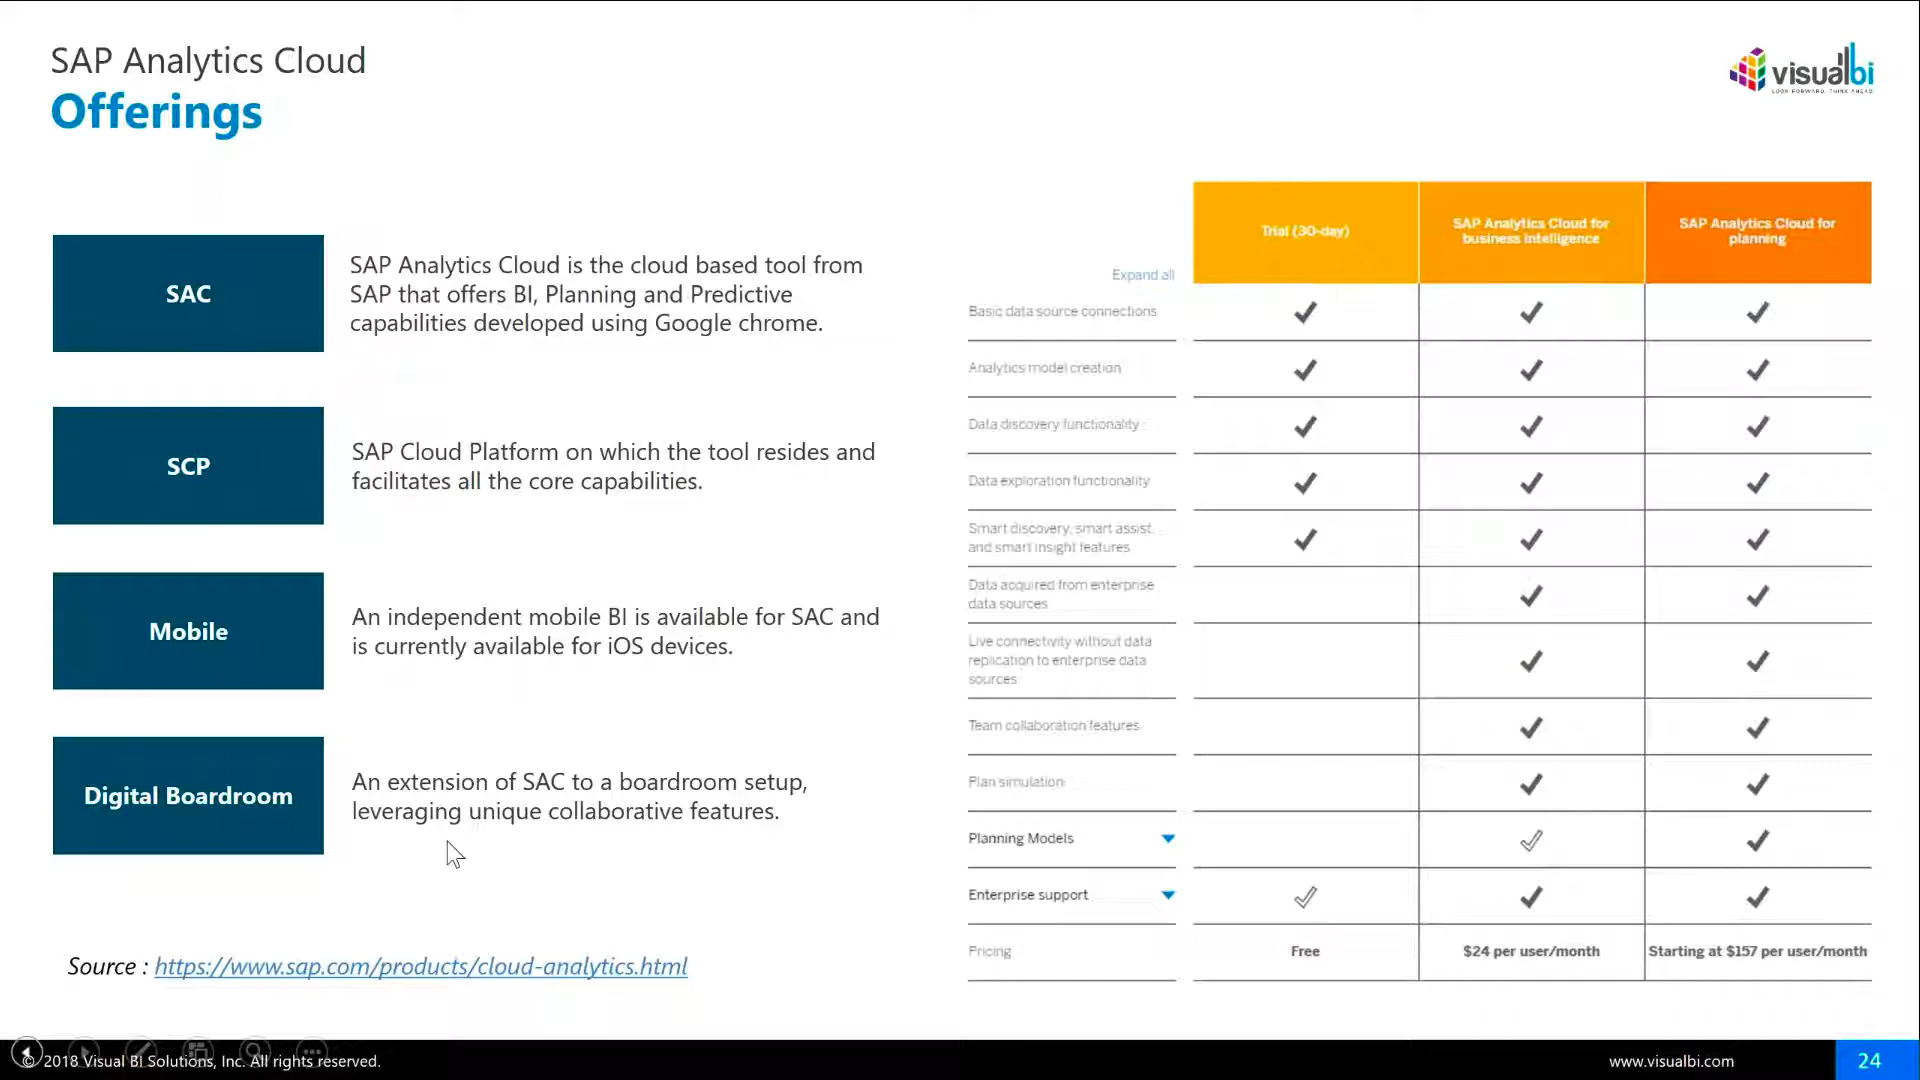 SAP Analytics Cloud
Offerings
visualbi
LOOK FORWARD. THINK AHEAD.
SAC
SAP Analytics Cloud is the cloud based tool from
SAP that offers BI, Planning and Predictive
capabilities developed using Google chrome.
SCP
SAP Cloud Platform on which the tool resides and
facilitates all the core capabilities.
Mobile
An independent mobile BI is available for SAC and
is currently available for iOS devices.
Digital Boardroom
An extension of SAC to a boardroom setup,
leveraging unique collaborative features.
Source : https://www.sap.com/products/cloud-analytics.html
Trial (30-day)
SAP Analytics Cloud for
business intelligence
SAP Analytics Cloud for
planning
Expand all
Basic data source connections
Analytics model creation
Data discovery functionality
Data exploration functionality
Smart discovery, smart assist,
and smart insight features
Data acquired from enterprise
data sources
Live connectivity without data
replication to enterprise data
sources
Team collaboration features
Plan simulation
Planning Models
Enterprise support
Pricing
Free
$24 per user/month
Starting at $157 per user/month
© 2018 Visual BI Solutions, Inc. All rights reserved.
www.visualbi.com
24